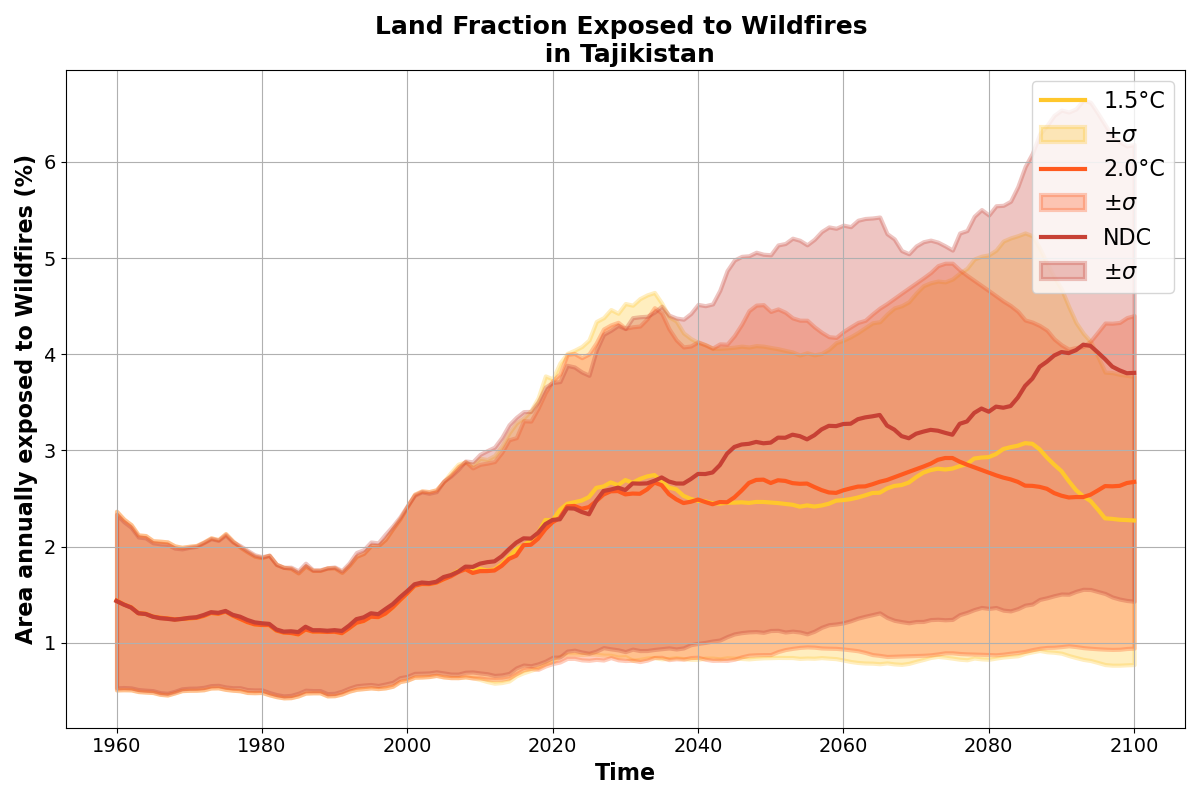 Land Fraction Exposed to Wildfires
in Tajikistan
Area annually exposed to Wildfires (%)
6
5
4
3
2
1
1960
1980
2000
2020
2040
2060
2080
2100
Time
1.5°C
±σ
2.0°C
±σ
NDC
±σ